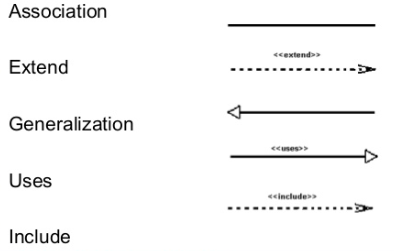 Association
<<extend>>
Extend
Generalization
<<uses>>
Uses
<<include>>
Include